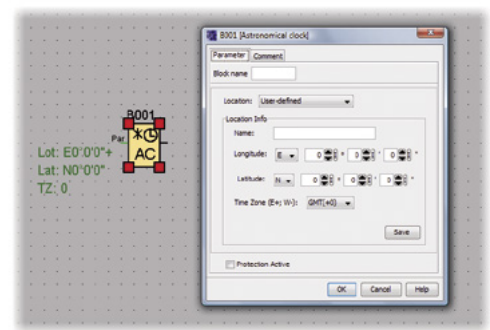 B001 [Astronomical clock]
Parameter Comment
Block name
Location: User-defined
Location Info
Name:
Longitude: E 0 ° 0 ' 0 "
Latitude: N 0 ° 0 ' 0 "
Time Zone (E+; W-): GMT(+0)
Save
Protection Active
OK Cancel Help
B001
Par
AC
Lot: E0°0'0"+
Lat: N0°0'0"
TZ: 0